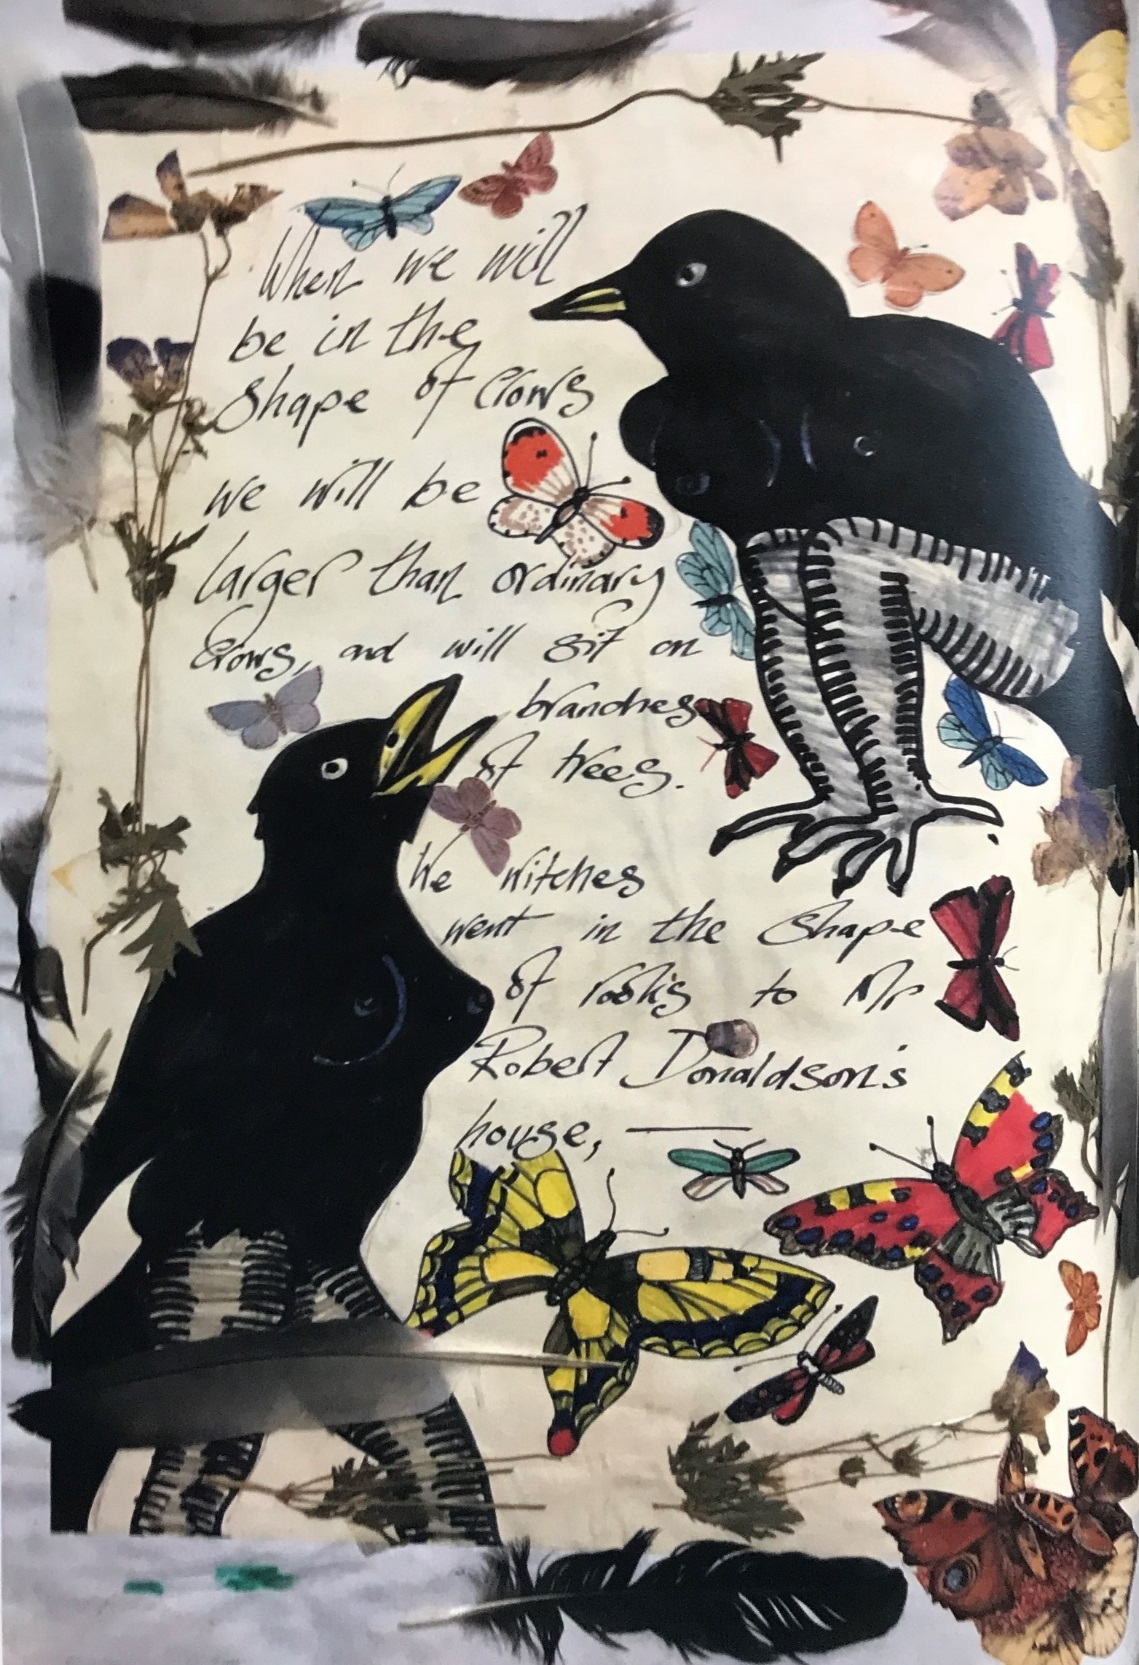 When we will
be in the
shape of crows
we will be
larger than ordinary
crows, and will sit on
branches
of trees.
We witches
went in the shape
of rooks to Mr
Robert Donaldson's
house,